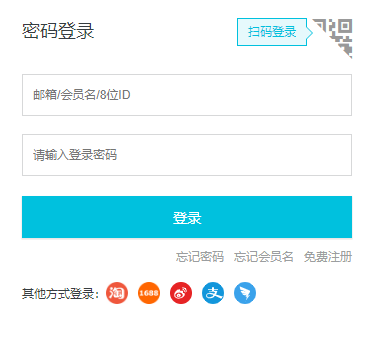 密码登录
扫码登录
邮箱/会员名/8位ID
请输入登录密码
登录
忘记密码 忘记会员名 免费注册
其他方式登录: 淘 1688 支